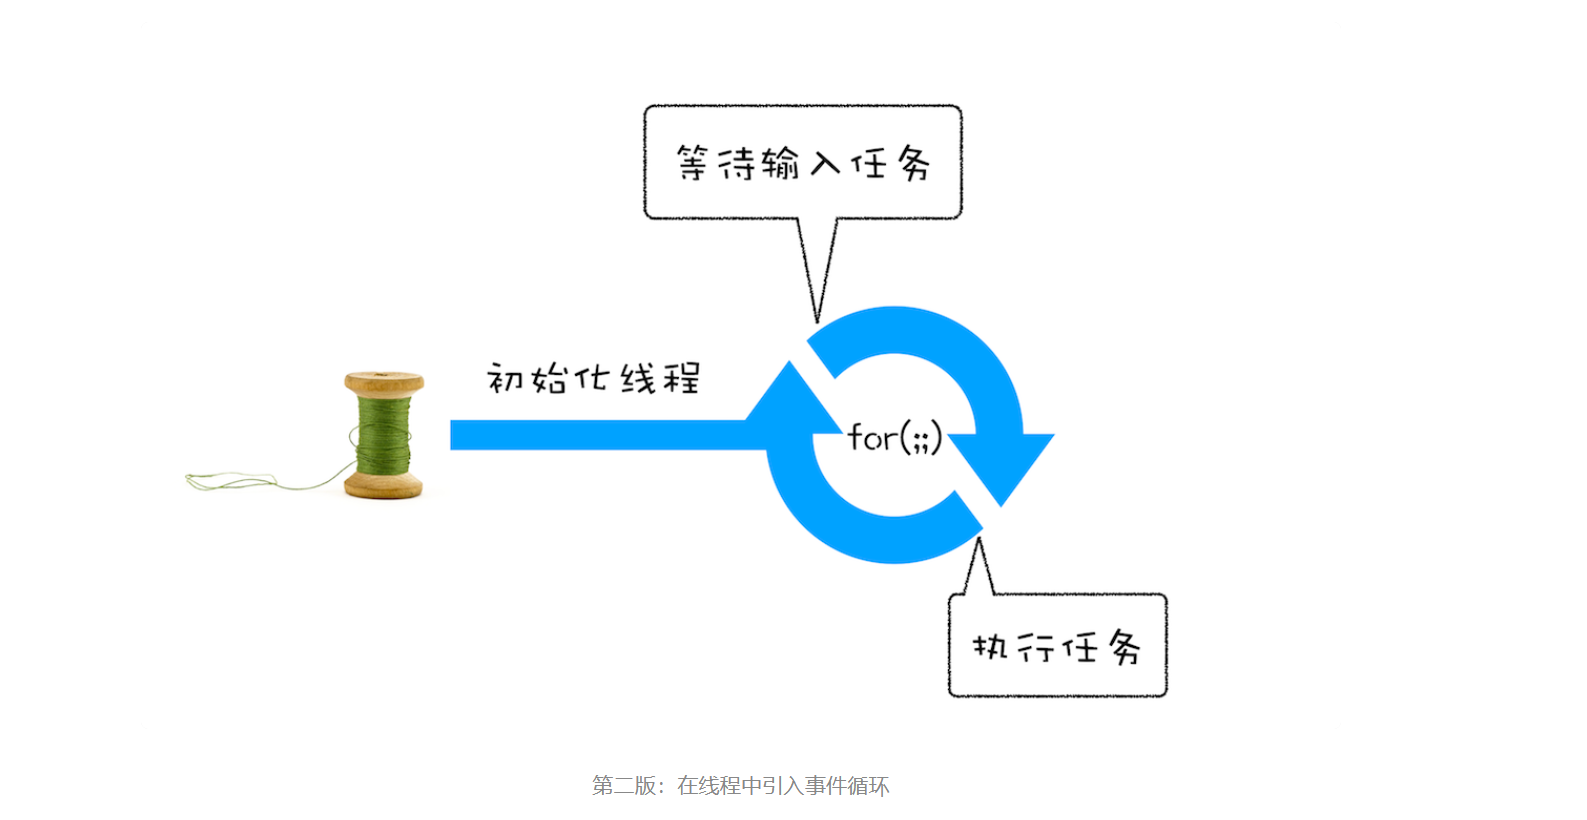 等待输入任务
初始化线程
for(;;)
执行任务
第二版：在线程中引入事件循环